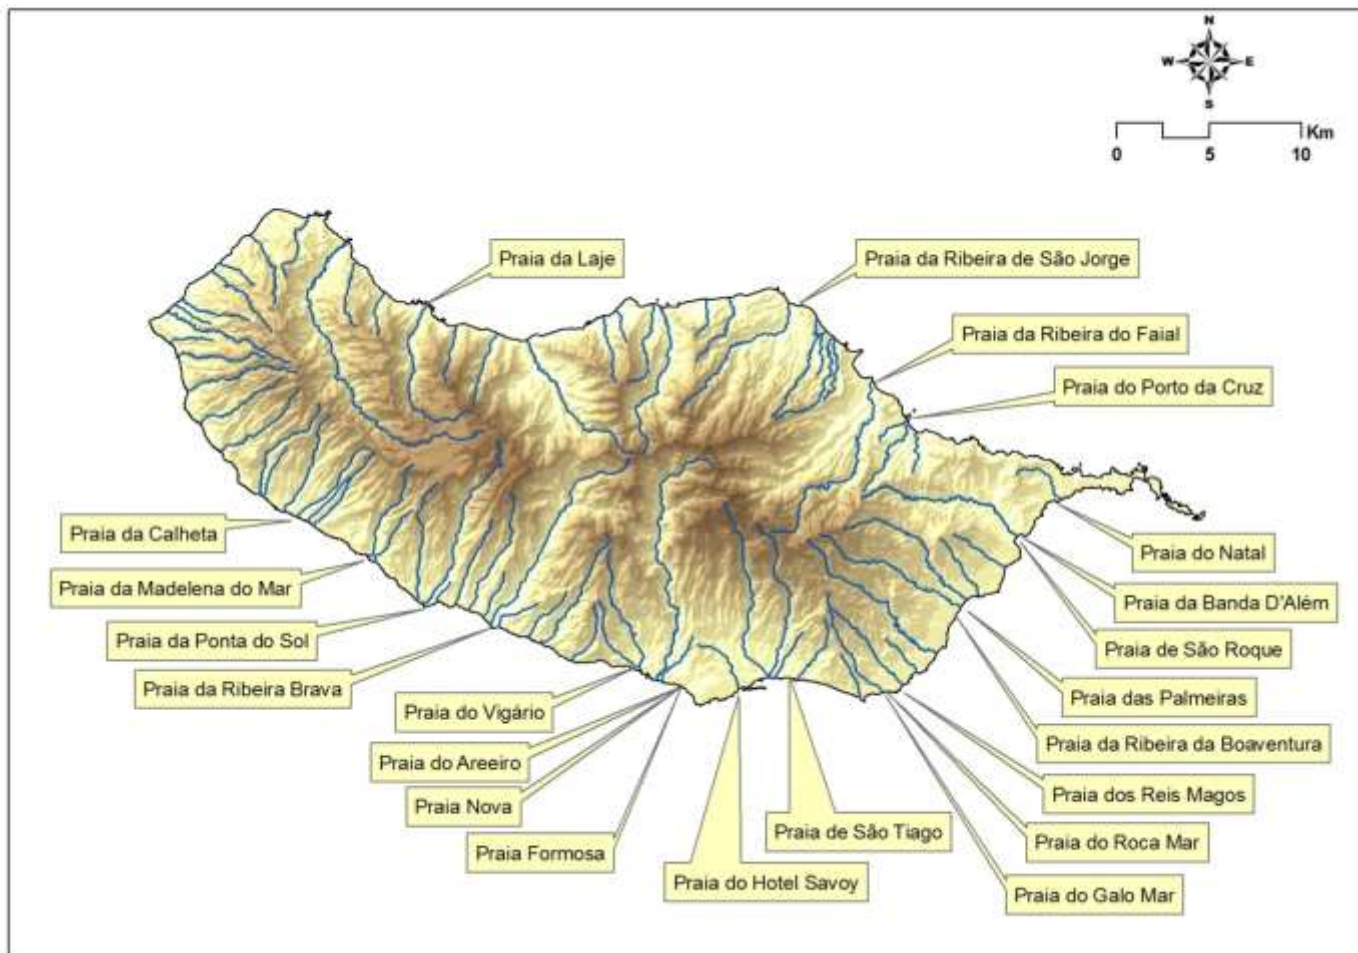 N
W E
S
Km
0 5 10
Praia da Laje
Praia da Ribeira de São Jorge
Praia da Ribeira do Faial
Praia do Porto da Cruz
Praia da Calheta
Praia do Natal
Praia da Madelena do Mar
Praia da Banda D'Além
Praia da Ponta do Sol
Praia de São Roque
Praia da Ribeira Brava
Praia das Palmeiras
Praia do Vigário
Praia da Ribeira da Boaventura
Praia do Areeiro
Praia dos Reis Magos
Praia Nova
Praia de São Tiago
Praia do Roca Mar
Praia Formosa
Praia do Hotel Savoy
Praia do Galo Mar